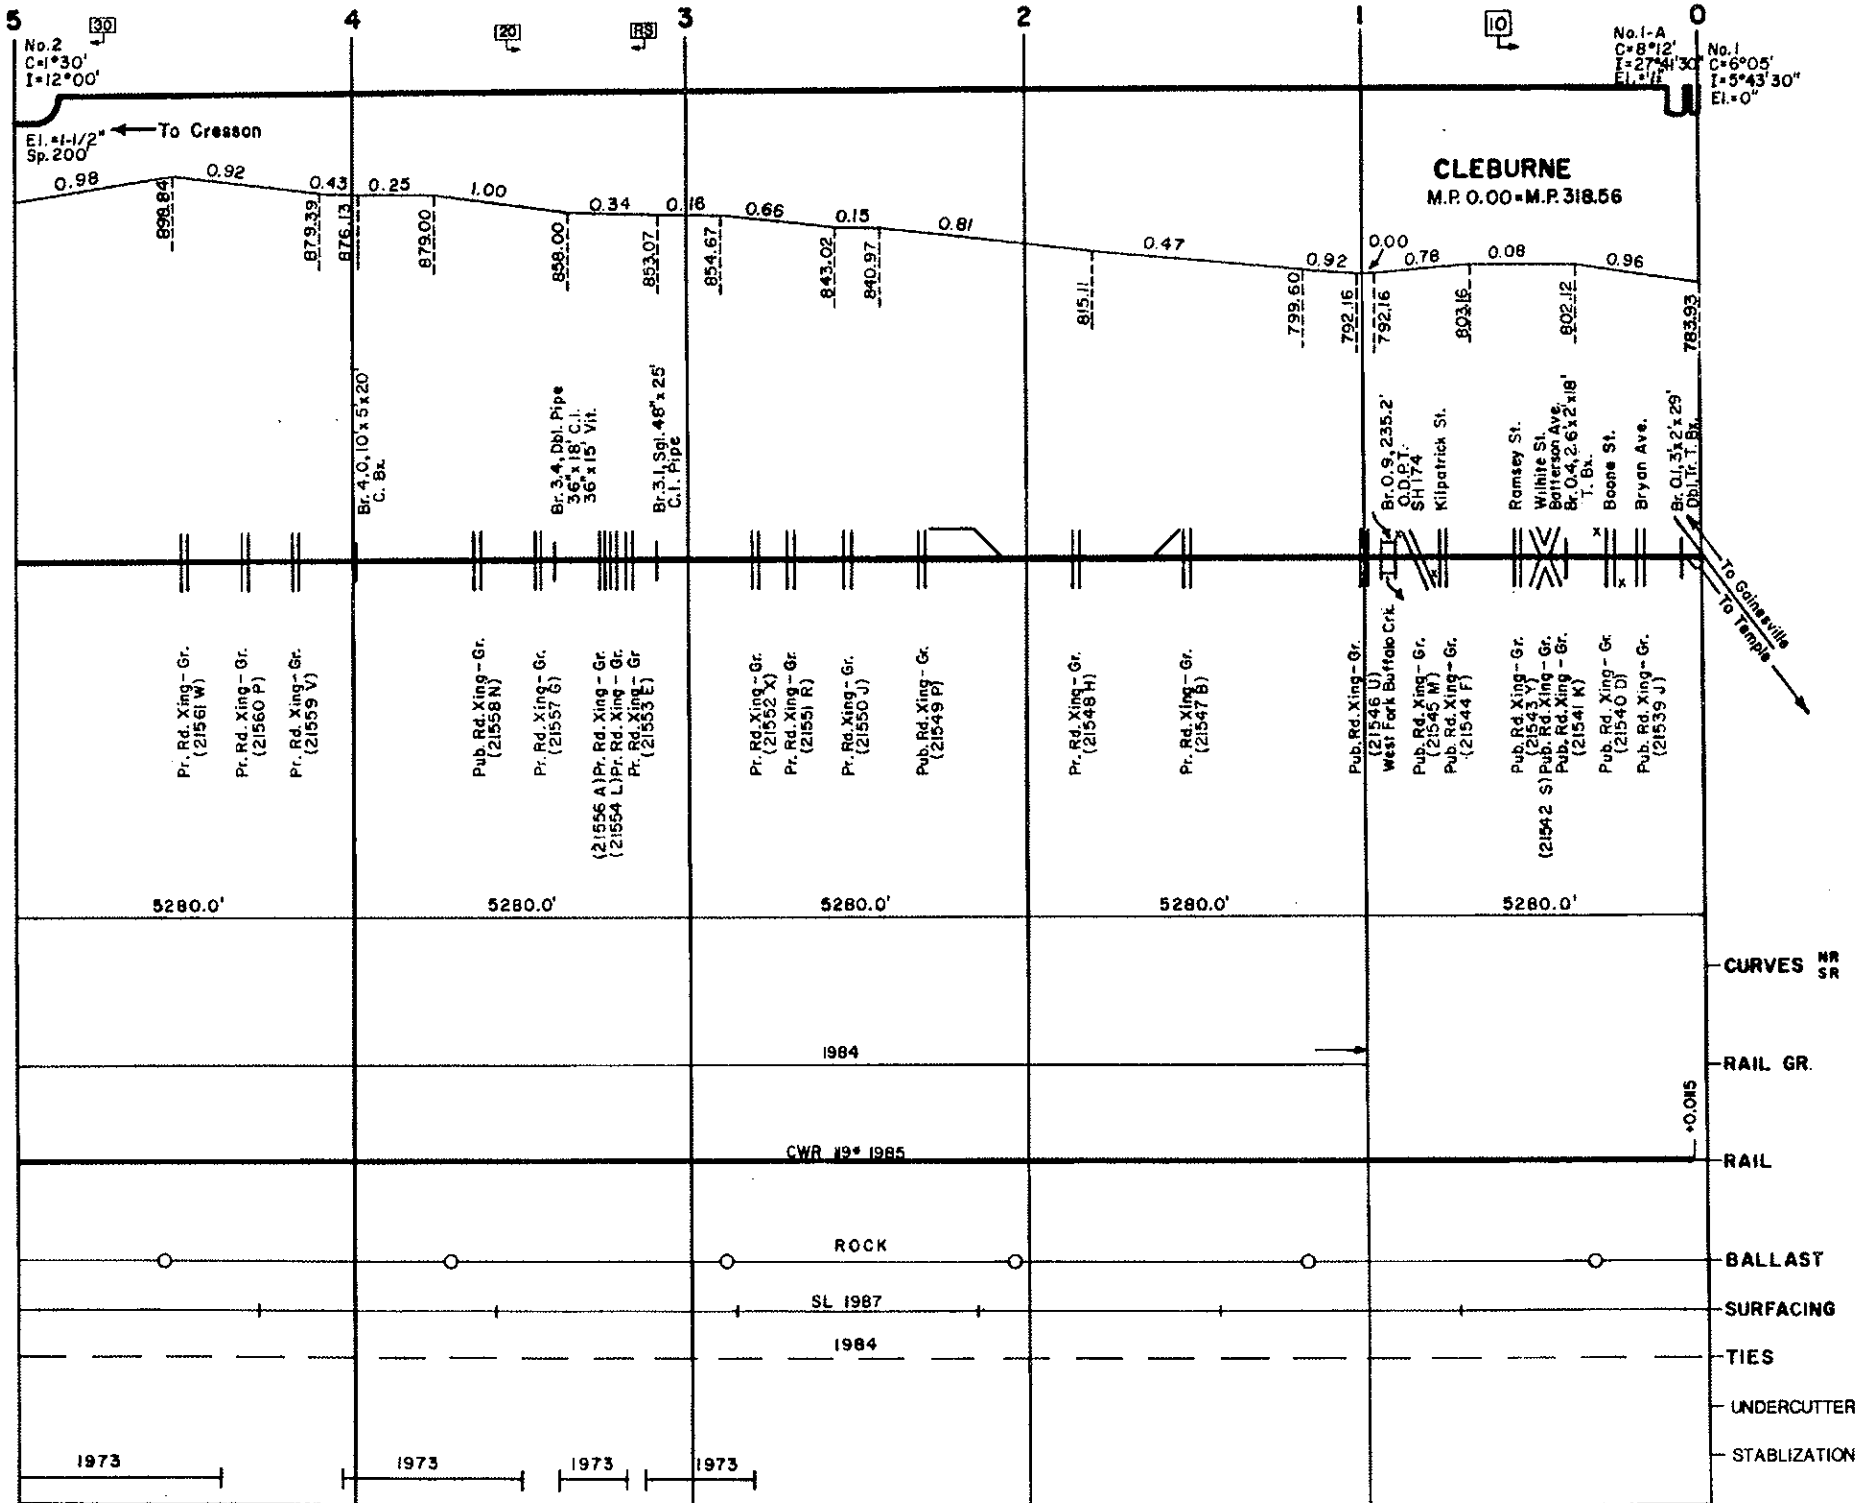 5
4
3
2
1
0
30
20
RS
10
No.2
C=1°30'
I=12°00'
El.=1-1/2"
Sp. 200'
To Cresson
No.1-A
C=8°12'
I=27°41'30"
El.=1"
No.1
C=6°05'
I=5°43'30"
El.=0"
CLEBURNE
M.P. 0.00=M.P. 318.56
0.98
0.92
0.43
0.25
1.00
0.34
0.16
0.66
0.15
0.81
0.47
0.92
0.00
0.78
0.08
0.96
898.84
879.39
876.13
879.00
858.00
853.07
854.67
843.02
840.97
815.11
799.60
792.16
792.16
803.16
802.12
783.93
Br. 4.0, 10'x 5'x 20'
C. Bx.
Br. 3.4, Dbl. Pipe
36"x 18' C.I.
36"x 15' Vit.
Br. 3.1, Sgl. 48"x 25'
C.I. Pipe
Br. 0.9, 235.2'
O.D.P.T.
SH 174
Kilpatrick St.
Ramsey St.
Wilhite St.
Batterson Ave.
Br. 0.4, 2.6'x 2'x 18'
T. Bx.
Boone St.
Bryan Ave.
Br. 0.1, 3'x 2'x 29'
Dbl. Tr. T. Bx.
x
x
x
x
To Gainesville
To Temple
Pr. Rd. Xing-Gr.
(21561 W)
Pr. Rd. Xing-Gr.
(21560 P)
Pr. Rd. Xing-Gr.
(21559 V)
Pub. Rd. Xing-Gr.
(21558 N)
Pr. Rd. Xing-Gr.
(21557 G)
(21556 A) Pr. Rd. Xing-Gr.
(21554 L) Pr. Rd. Xing-Gr.
Pr. Rd. Xing-Gr
(21553 E)
Pr. Rd. Xing-Gr.
(21552 X)
Pr. Rd. Xing-Gr.
(21551 R)
Pr. Rd. Xing-Gr.
(21550 J)
Pub. Rd. Xing-Gr.
(21549 P)
Pr. Rd. Xing-Gr.
(21548 H)
Pr. Rd. Xing-Gr.
(21547 B)
Pub. Rd. Xing-Gr.
(21546 U)
West Fork Buffalo Crk.
Pub. Rd. Xing-Gr.
(21545 M)
Pub. Rd. Xing-Gr.
(21544 F)
Pub. Rd. Xing-Gr.
(21543 Y)
(21542 S) Pub. Rd. Xing-Gr.
Pub. Rd. Xing-Gr.
(21541 K)
Pub. Rd. Xing-Gr.
(21540 D)
Pub. Rd. Xing-Gr.
(21539 J)
5280.0'
5280.0'
5280.0'
5280.0'
5280.0'
CURVES NR
SR
1984
RAIL GR.
+0.0115
CWR 119# 1985
RAIL
ROCK
BALLAST
SL 1987
SURFACING
1984
TIES
UNDERCUTTER
1973
1973
1973
1973
STABLIZATION